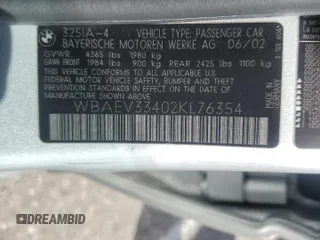 325IA-4 VEHICLE TYPE: PASSENGER CAR
BAYERISCHE MOTOREN WERKE AG 06/02
GVWR 4365 lbs 1980 kg
GAWR FRONT 1984 lbs 900 kg REAR 2425 lbs 1100 kg
THIS VEHICLE CONFORMS TO ALL APPLICABLE FEDERAL
SAFETY, BUMPER AND THEFT
PREVENTION STANDARDS IN EFFECT ON THE DATE OF
MANUFACTURE SHOWN ABOVE
WBAEV33402KL76354
DREAMBID